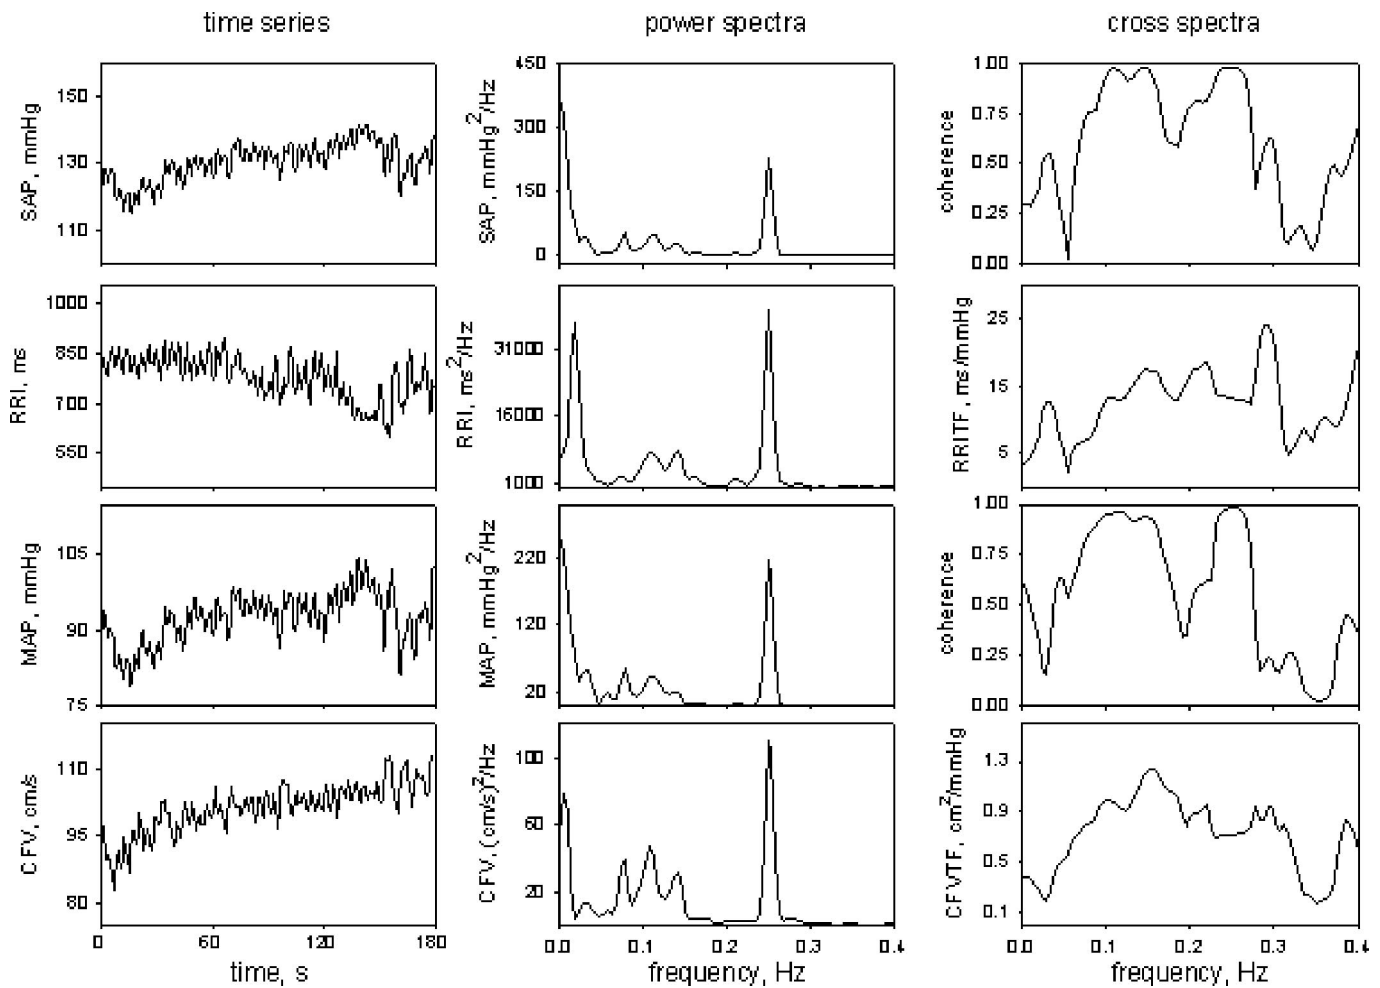 time series
power spectra
cross spectra
SAP, mmHg
150
130
110
SAP, mmHg²/Hz
450
300
150
0
coherence
1.00
0.75
0.50
0.25
0.00
RRI, ms
1000
850
700
550
RRI, ms²/Hz
31000
16000
1000
RRITF, ms/mmHg
25
15
5
MAP, mmHg
105
90
75
MAP, mmHg²/Hz
220
120
20
coherence
1.00
0.75
0.50
0.25
0.00
CFV, cm/s
110
95
80
0 60 120 180
time, s
CFV, (cm/s)²/Hz
100
60
20
0.0 0.1 0.2 0.3 0.4
frequency, Hz
CFVTF, cm²/mmHg
1.3
0.9
0.5
0.1
0.0 0.1 0.2 0.3 0.4
frequency, Hz